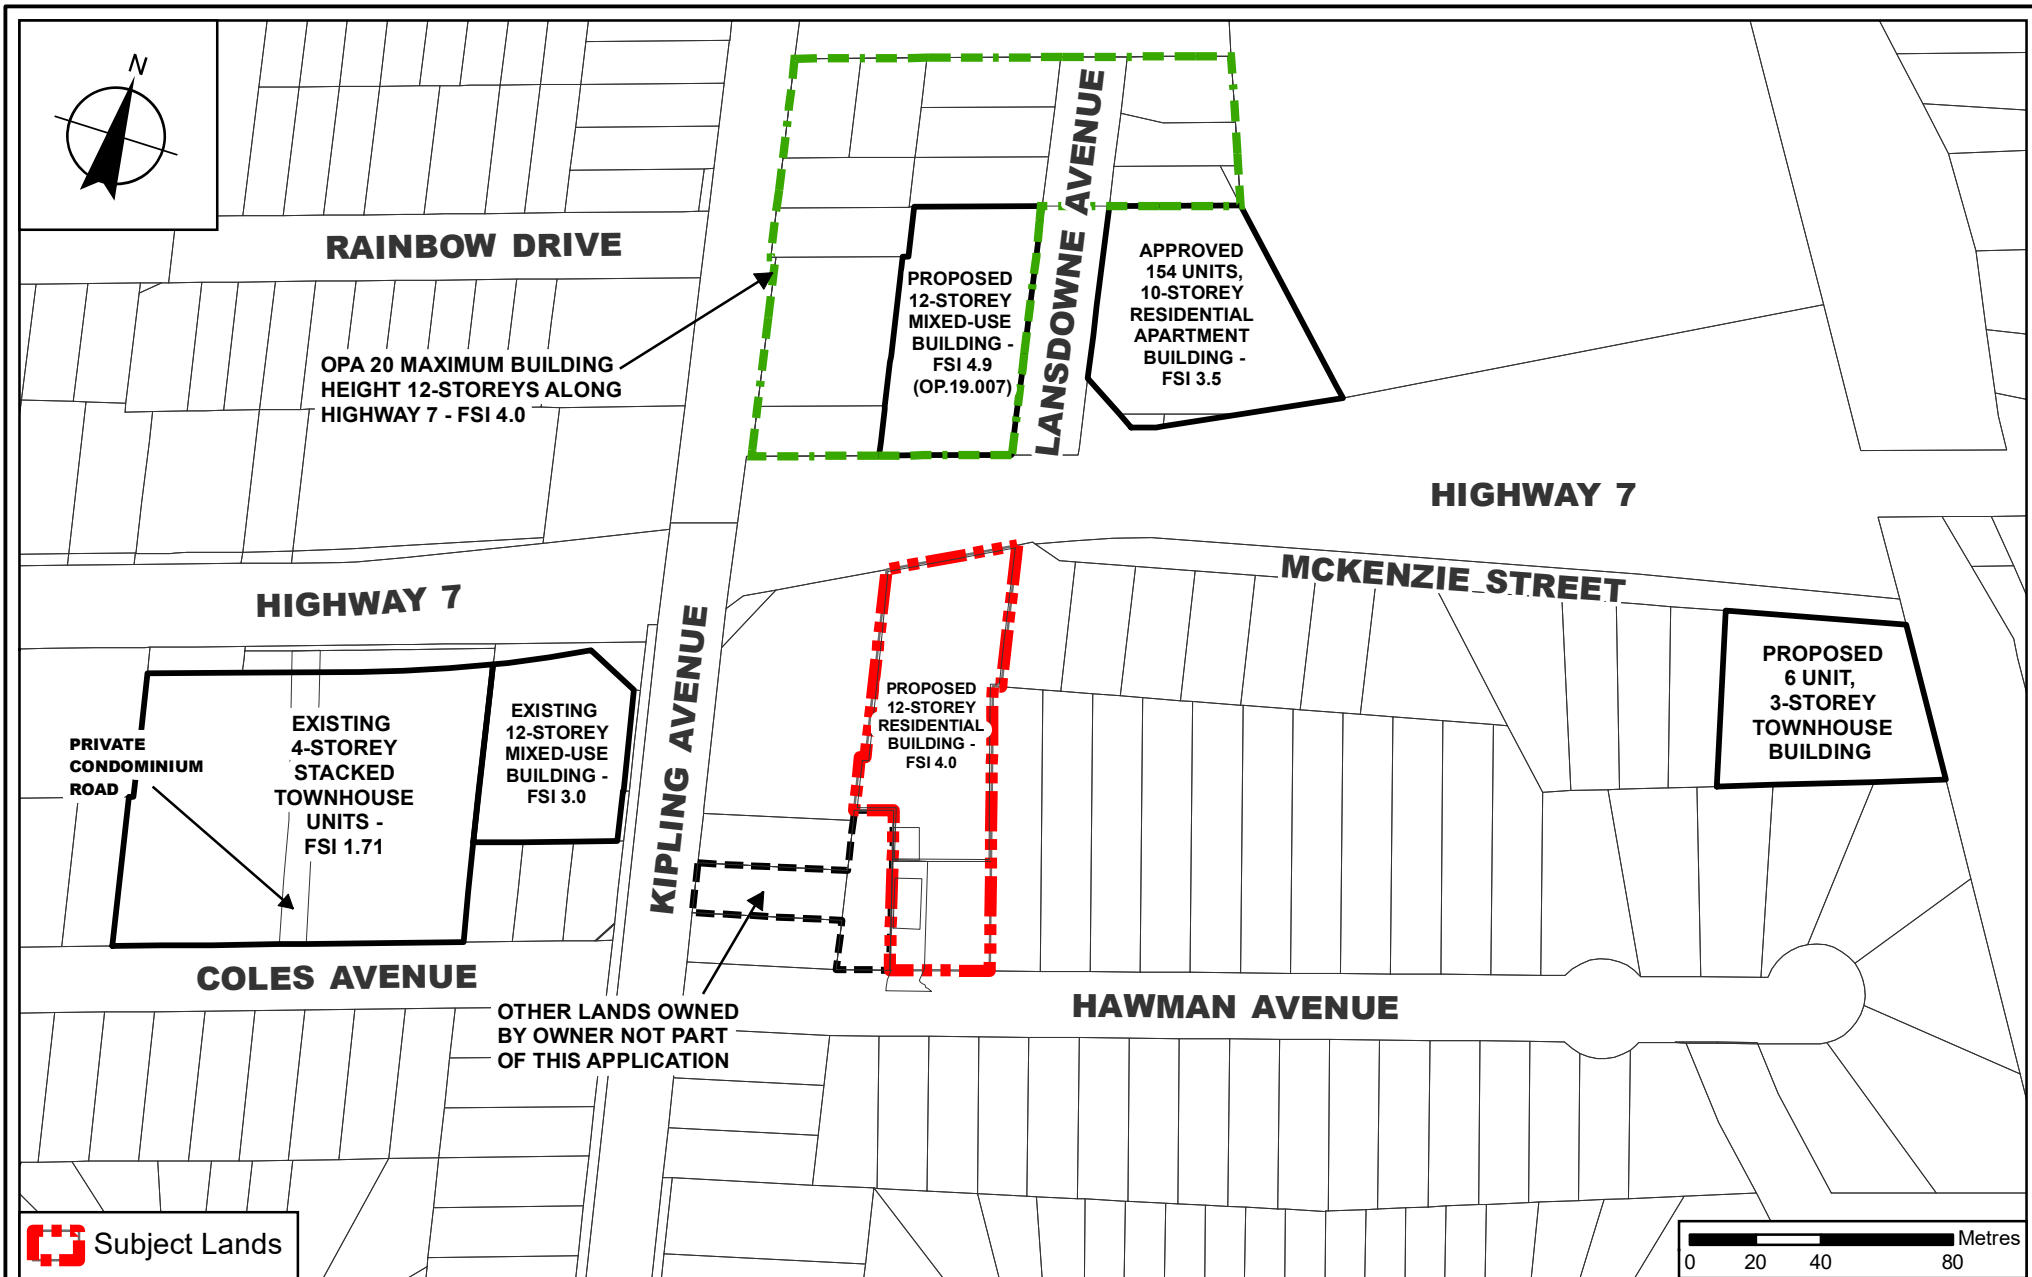 N
RAINBOW DRIVE
LANSDOWNE AVENUE
PROPOSED
12-STOREY
MIXED-USE
BUILDING -
FSI 4.9
(OP.19.007)
APPROVED
154 UNITS,
10-STOREY
RESIDENTIAL
APARTMENT
BUILDING -
FSI 3.5
OPA 20 MAXIMUM BUILDING
HEIGHT 12-STOREYS ALONG
HIGHWAY 7 - FSI 4.0
HIGHWAY 7
MCKENZIE STREET
HIGHWAY 7
KIPLING AVENUE
PRIVATE
CONDOMINIUM
ROAD
EXISTING
4-STOREY
STACKED
TOWNHOUSE
UNITS -
FSI 1.71
EXISTING
12-STOREY
MIXED-USE
BUILDING -
FSI 3.0
PROPOSED
12-STOREY
RESIDENTIAL
BUILDING -
FSI 4.0
PROPOSED
6 UNIT,
3-STOREY
TOWNHOUSE
BUILDING
COLES AVENUE
HAWMAN AVENUE
OTHER LANDS OWNED
BY OWNER NOT PART
OF THIS APPLICATION
Subject Lands
Metres
0 20 40 80